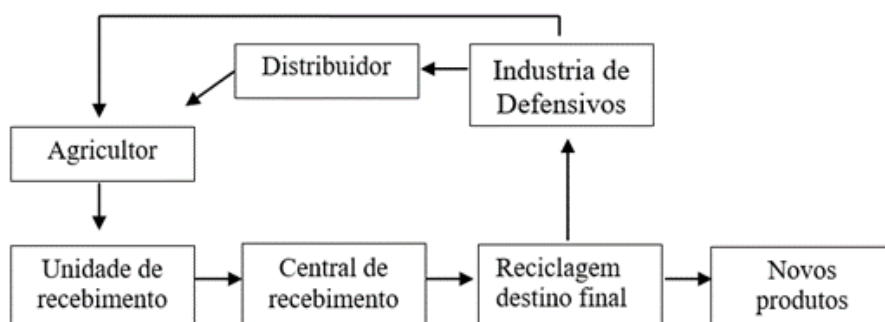 Distribuidor
Industria de
Defensivos
Agricultor
Unidade de
recebimento
Central de
recebimento
Reciclagem
destino final
Novos
produtos